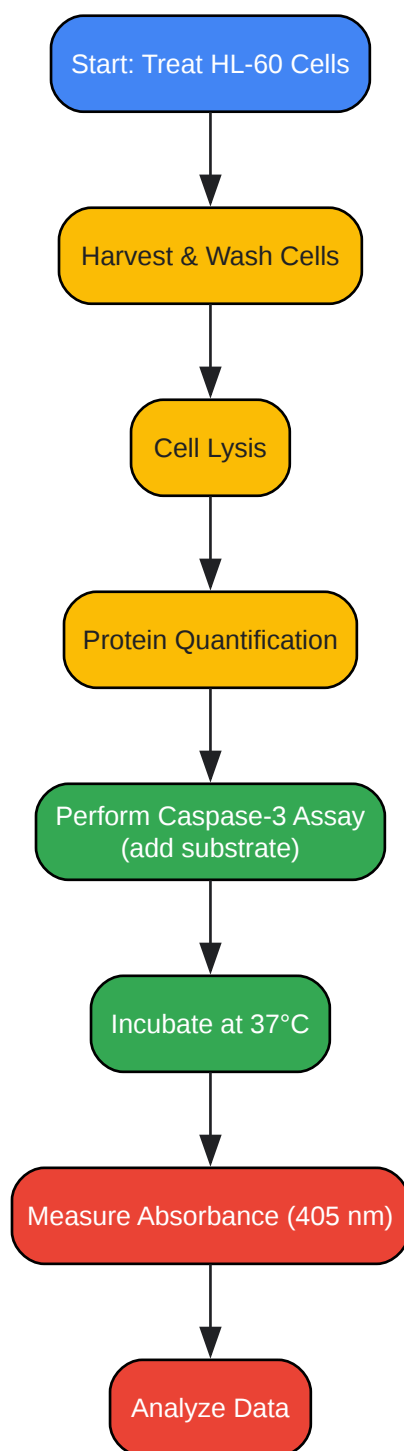 Start: Treat HL-60 Cells
Harvest & Wash Cells
Cell Lysis
Protein Quantification
Perform Caspase-3 Assay
(add substrate)
Incubate at 37°C
Measure Absorbance (405 nm)
Analyze Data